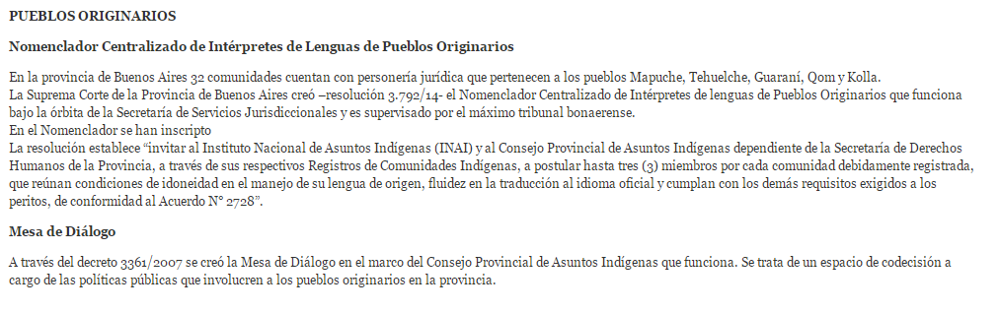 PUEBLOS ORIGINARIOS
Nomenclador Centralizado de Intérpretes de Lenguas de Pueblos Originarios
En la provincia de Buenos Aires 32 comunidades cuentan con personería jurídica que pertenecen a los pueblos Mapuche, Tehuelche, Guaraní, Qom y Kolla.
La Suprema Corte de la Provincia de Buenos Aires creó –resolución 3.792/14- el Nomenclador Centralizado de Intérpretes de lenguas de Pueblos Originarios que funciona
bajo la órbita de la Secretaría de Servicios Jurisdiccionales y es supervisado por el máximo tribunal bonaerense.
En el Nomenclador se han inscripto
La resolución establece “invitar al Instituto Nacional de Asuntos Indígenas (INAI) y al Consejo Provincial de Asuntos Indígenas dependiente de la Secretaría de Derechos
Humanos de la Provincia, a través de sus respectivos Registros de Comunidades Indígenas, a postular hasta tres (3) miembros por cada comunidad debidamente registrada,
que reúnan condiciones de idoneidad en el manejo de su lengua de origen, fluidez en la traducción al idioma oficial y cumplan con los demás requisitos exigidos a los
peritos, de conformidad al Acuerdo N° 2728”.
Mesa de Diálogo
A través del decreto 3361/2007 se creó la Mesa de Diálogo en el marco del Consejo Provincial de Asuntos Indígenas que funciona. Se trata de un espacio de codecisión a
cargo de las políticas públicas que involucren a los pueblos originarios en la provincia.